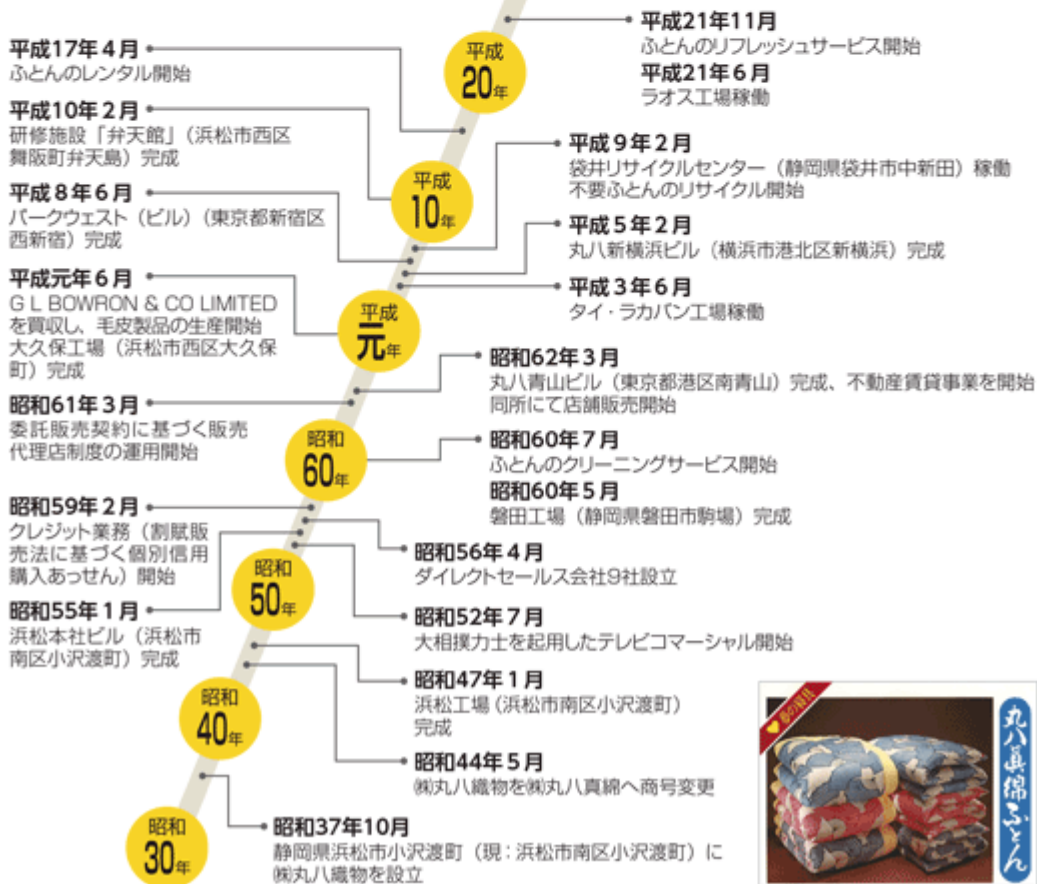 平成21年11月
ふとんのリフレッシュサービス開始
平成21年6月
ラオス工場稼働
平成
20年
平成17年4月
ふとんのレンタル開始
平成10年2月
研修施設「弁天館」（浜松市西区
舞阪町弁天島）完成
平成9年2月
袋井リサイクルセンター（静岡県袋井市中新田）稼働
不要ふとんのリサイクル開始
平成
10年
平成8年6月
パークウェスト（ビル）（東京都新宿区
西新宿）完成
平成5年2月
丸八新横浜ビル（横浜市港北区新横浜）完成
平成3年6月
タイ・ラカバン工場稼働
平成元年6月
G L BOWRON & CO LIMITED
を買収し、毛皮製品の生産開始
大久保工場（浜松市西区大久保
町）完成
平成
元年
昭和62年3月
丸八青山ビル（東京都港区南青山）完成、不動産賃貸事業を開始
同所にて店舗販売開始
昭和61年3月
委託販売契約に基づく販売
代理店制度の運用開始
昭和
60年
昭和60年7月
ふとんのクリーニングサービス開始
昭和60年5月
磐田工場（静岡県磐田市駒場）完成
昭和59年2月
クレジット業務（割賦販
売法に基づく個別信用
購入あっせん）開始
昭和56年4月
ダイレクトセールス会社9社設立
昭和55年1月
浜松本社ビル（浜松市
南区小沢渡町）完成
昭和
50年
昭和52年7月
大相撲力士を起用したテレビコマーシャル開始
昭和47年1月
浜松工場（浜松市南区小沢渡町）
完成
昭和
40年
昭和44年5月
㈱丸八織物を㈱丸八真綿へ商号変更
昭和37年10月
静岡県浜松市小沢渡町（現：浜松市南区小沢渡町）に
㈱丸八織物を設立
昭和
30年
夢の寝具
丸八真綿ふとん